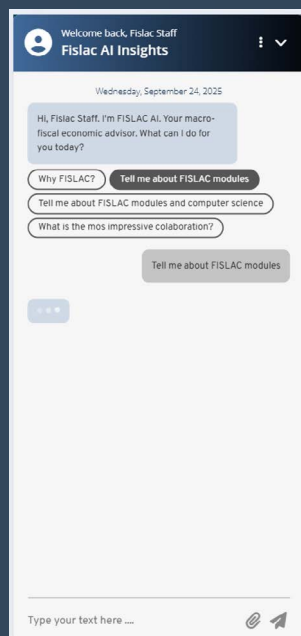 Welcome back, Fislac Staff
Fislac AI Insights
Wednesday, September 24, 2025
Hi, Fislac Staff. I'm FISLAC AI. Your macro-
fiscal economic advisor. What can I do for
you today?
Why FISLAC?
Tell me about FISLAC modules
Tell me about FISLAC modules and computer science
What is the mos impressive colaboration?
Tell me about FISLAC modules
Type your text here ....